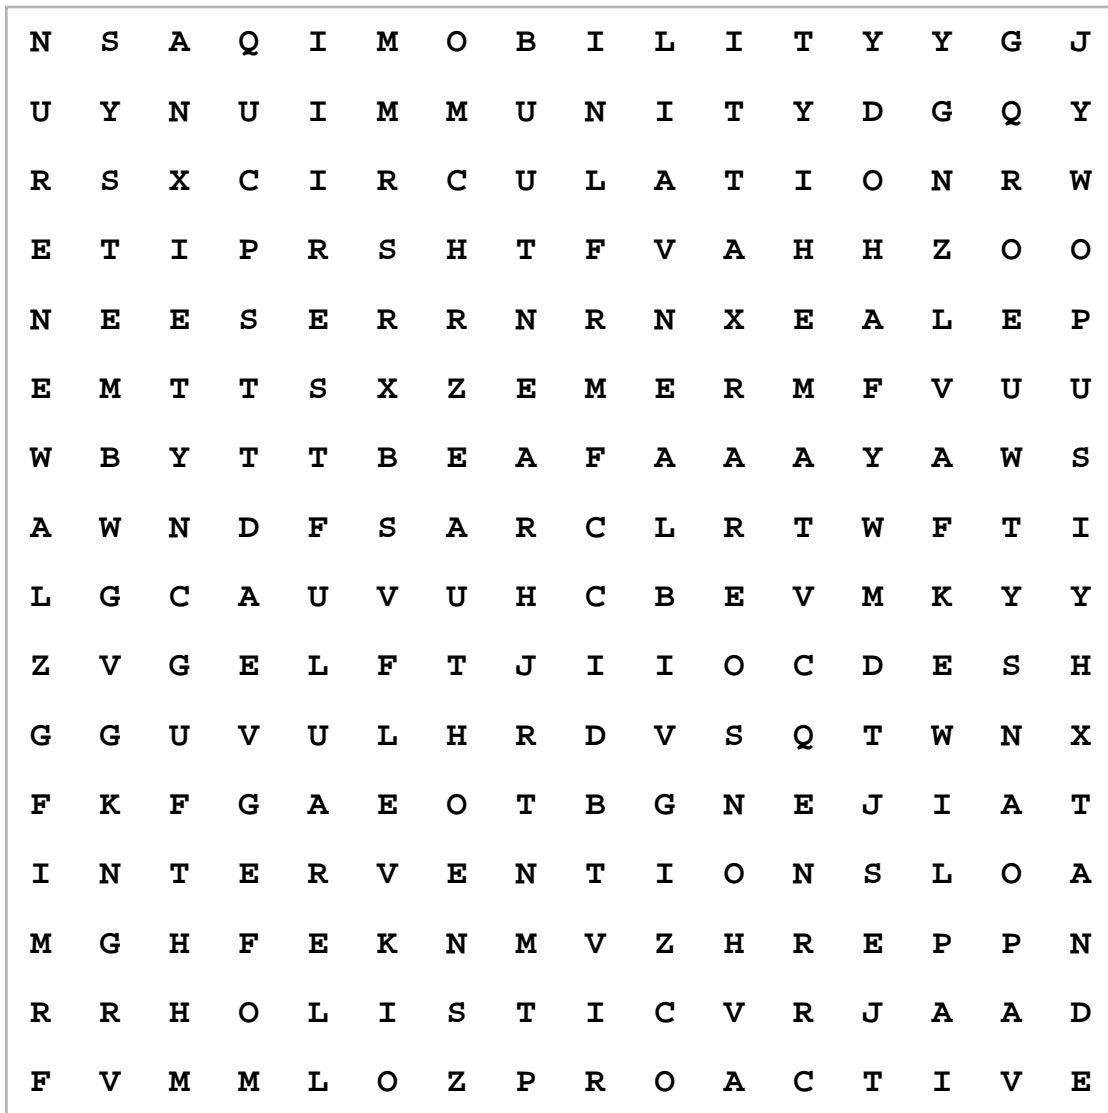 N S A Q I M O B I L I T Y Y G J
U Y N U I M M U N I T Y D G Q Y
R S X C I R C U L A T I O N R W
E T I P R S H T F V A H H Z O O
N E E S E R R N R N X E A L E P
E M T T S X Z E M E R M F V U U
W B Y T T B E A F A A A Y A W S
A W N D F S A R C L R T W F T I
L G C A U V U H C B E V M K Y Y
Z V G E L F T J I I O C D E S H
G G U V U L H R D V S Q T W N X
F K F G A E O T B G N E J I A T
I N T E R V E N T I O N S L O A
M G H F E K N M V Z H R E P P N
R R H O L I S T I C V R J A A D
F V M M L O Z P R O A C T I V E